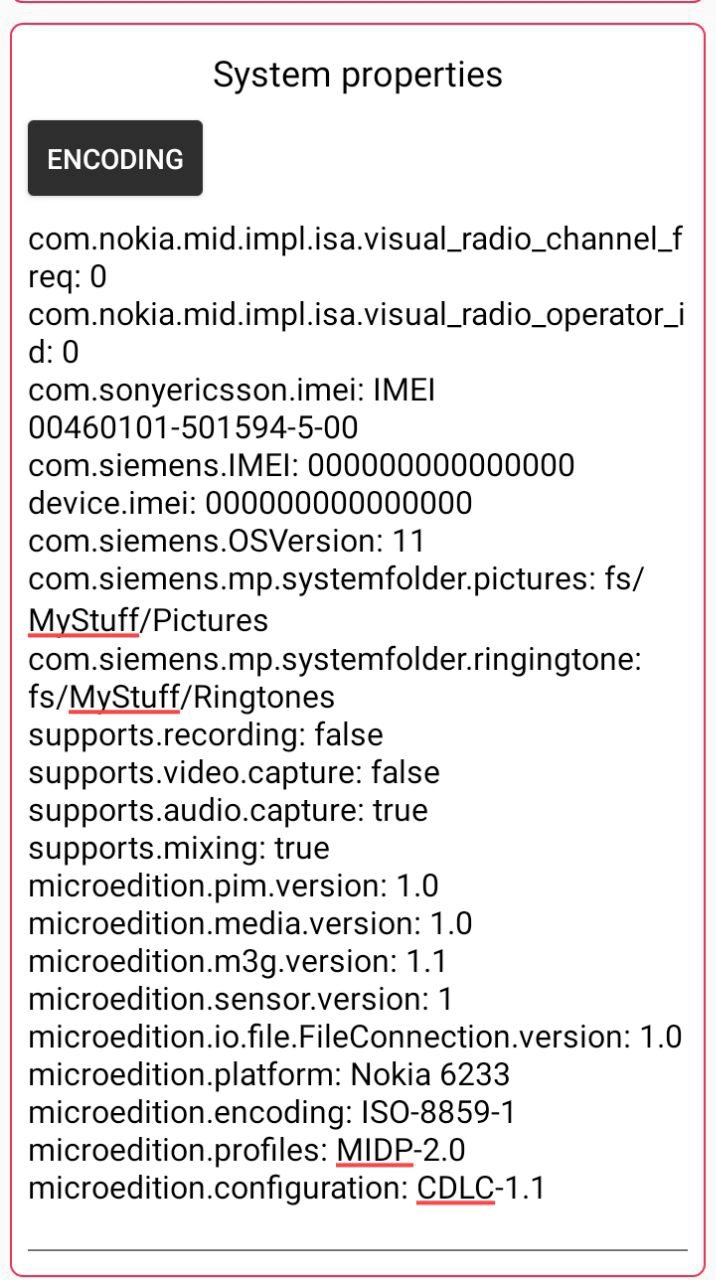 System properties
ENCODING
com.nokia.mid.impl.isa.visual_radio_channel_f
req: 0
com.nokia.mid.impl.isa.visual_radio_operator_i
d: 0
com.sonyericsson.imei: IMEI
00460101-501594-5-00
com.siemens.IMEI: 000000000000000
device.imei: 000000000000000
com.siemens.OSVersion: 11
com.siemens.mp.systemfolder.pictures: fs/
MyStuff/Pictures
com.siemens.mp.systemfolder.ringingtone:
fs/MyStuff/Ringtones
supports.recording: false
supports.video.capture: false
supports.audio.capture: true
supports.mixing: true
microedition.pim.version: 1.0
microedition.media.version: 1.0
microedition.m3g.version: 1.1
microedition.sensor.version: 1
microedition.io.file.FileConnection.version: 1.0
microedition.platform: Nokia 6233
microedition.encoding: ISO-8859-1
microedition.profiles: MIDP-2.0
microedition.configuration: CDLC-1.1